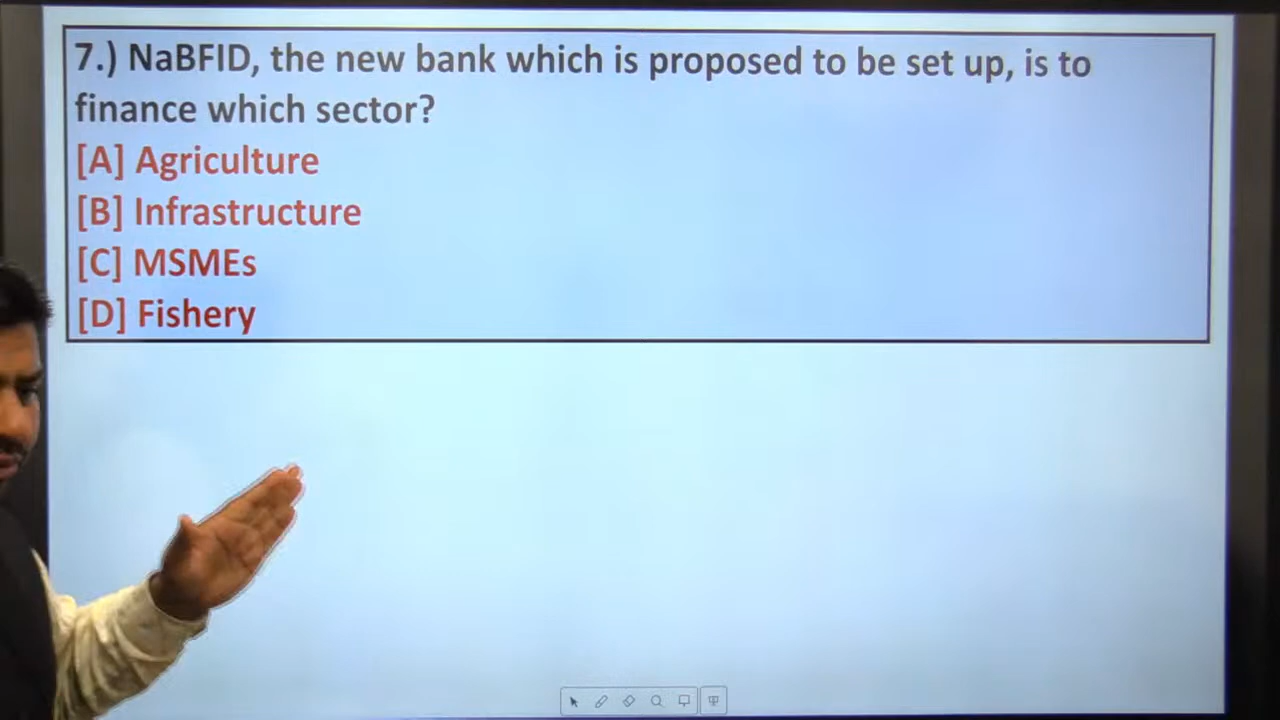 7.) NaBFID, the new bank which is proposed to be set up, is to
finance which sector?
[A] Agriculture
[B] Infrastructure
[C] MSMEs
[D] Fishery